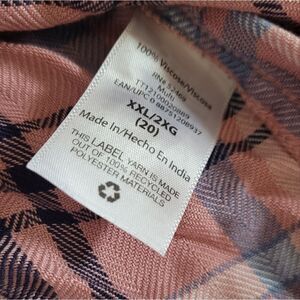 100% Viscose/Viscosa
Multi
XXL/2XG
(20)
Made In/Hecho En India
THIS LABEL YARN IS MADE
OUT OF 100% RECYCLED
POLYESTER MATERIALS